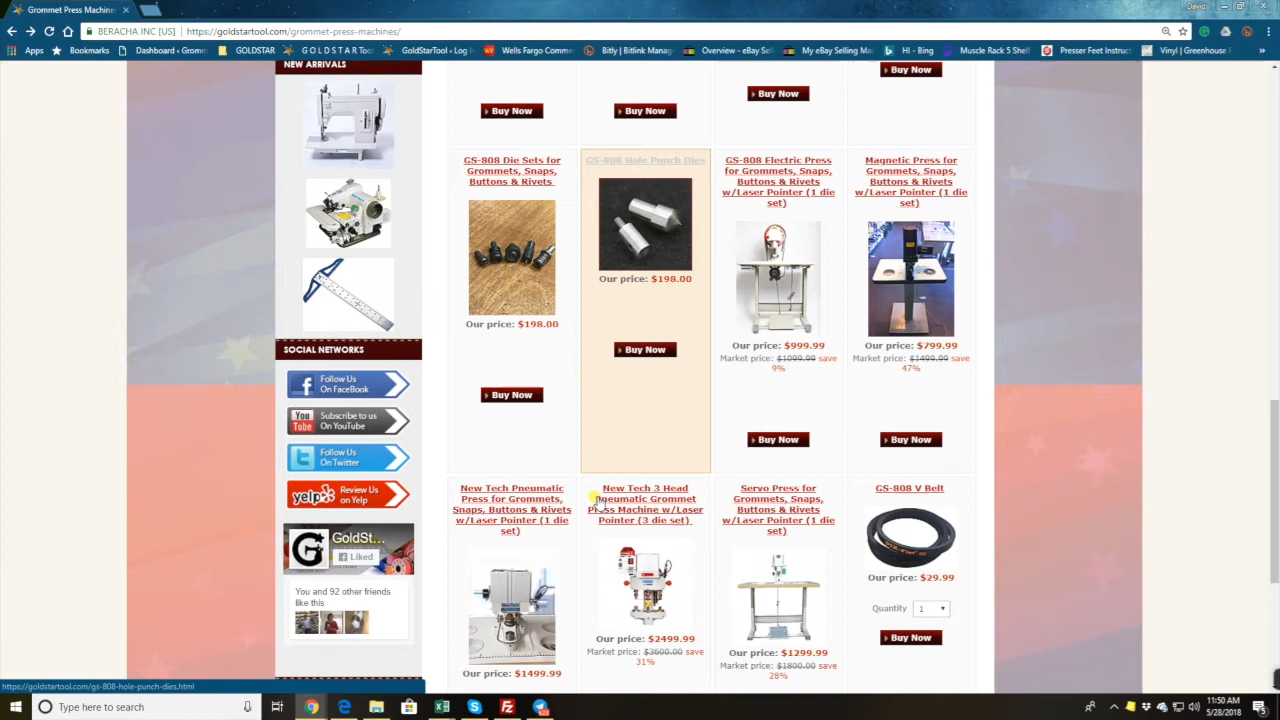 David
BERACHA INC [US] | https://goldstartool.com/grommet-press-machines/
Apps Bookmarks Dashboard ‹ Gromm GOLDSTAR G O L D S T A R GoldStarTool ‹ Log In Wells Fargo Comme Bitly | Bitlink Manag Overview – eBay Sell My eBay Selling Man HI - Bing Muscle Rack 5 Shelf Presser Feet Instruct Vinyl | Greenhouse
NEW ARRIVALS
Buy Now
Buy Now
Buy Now
Buy Now
GS-808 Die Sets for
Grommets, Snaps,
Buttons & Rivets
Our price: $198.00
Buy Now
GS-808 Hole Punch Dies
Our price: $198.00
Buy Now
GS-808 Electric Press
for Grommets, Snaps,
Buttons & Rivets
w/Laser Pointer (1 die
set)
Our price: $999.99
Market price: $1099.99 save
9%
Buy Now
Magnetic Press for
Grommets, Snaps,
Buttons & Rivets
w/Laser Pointer (1 die
set)
Our price: $799.99
Market price: $1499.99 save
47%
Buy Now
SOCIAL NETWORKS
Follow Us
On FaceBook
You
Tube
Subscribe to us
On YouTube
Follow Us
On Twitter
yelp
Review Us
on Yelp
GoldSt...
Liked
You and 92 other friends
like this
New Tech Pneumatic
Press for Grommets,
Snaps, Buttons & Rivets
w/Laser Pointer (1 die
set)
Our price: $1499.99
New Tech 3 Head
Pneumatic Grommet
Press Machine w/Laser
Pointer (3 die set)
Our price: $2499.99
Market price: $3600.00 save
31%
Servo Press for
Grommets, Snaps,
Buttons & Rivets
w/Laser Pointer (1 die
set)
Our price: $1299.99
Market price: $1800.00 save
28%
GS-808 V Belt
Our price: $29.99
Quantity 1
Buy Now
https://goldstartool.com/gs-808-hole-punch-dies.html
Type here to search
11:50 AM
5/28/2018